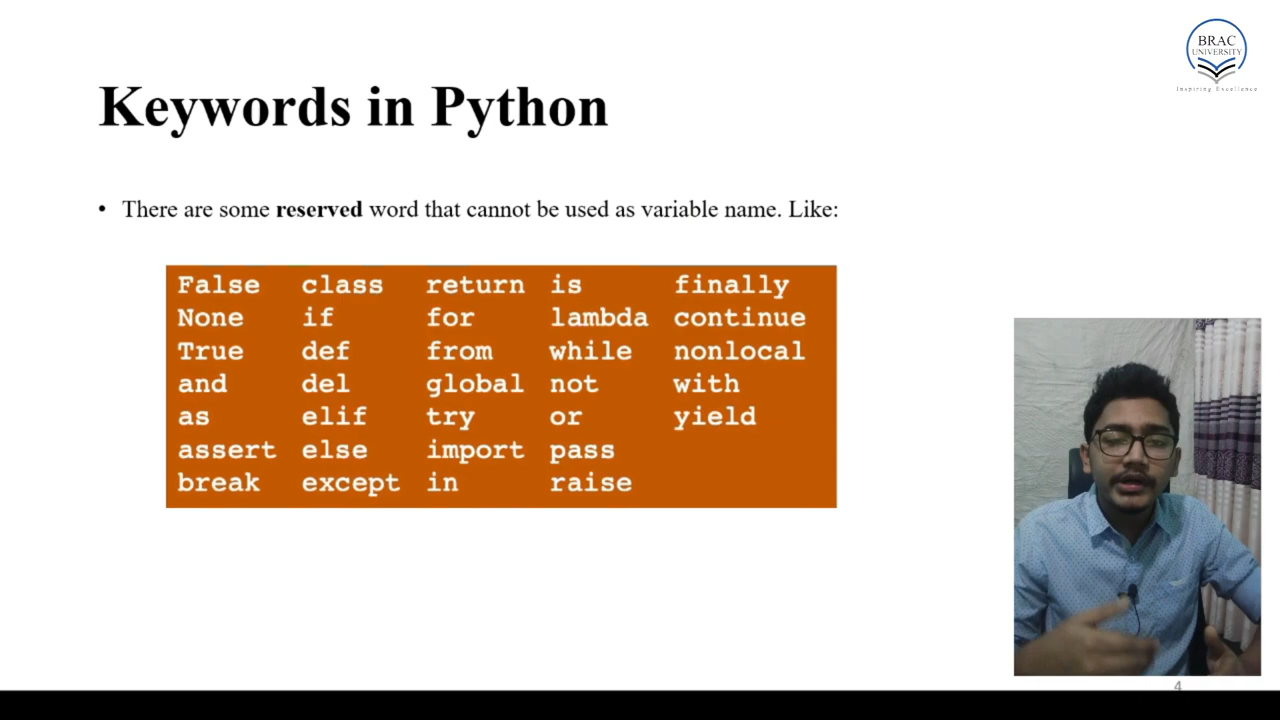 BRAC
UNIVERSITY
Inspiring Excellence
Keywords in Python
• There are some reserved word that cannot be used as variable name. Like:
False class return is finally
None if for lambda continue
True def from while nonlocal
and del global not with
as elif try or yield
assert else import pass
break except in raise
4